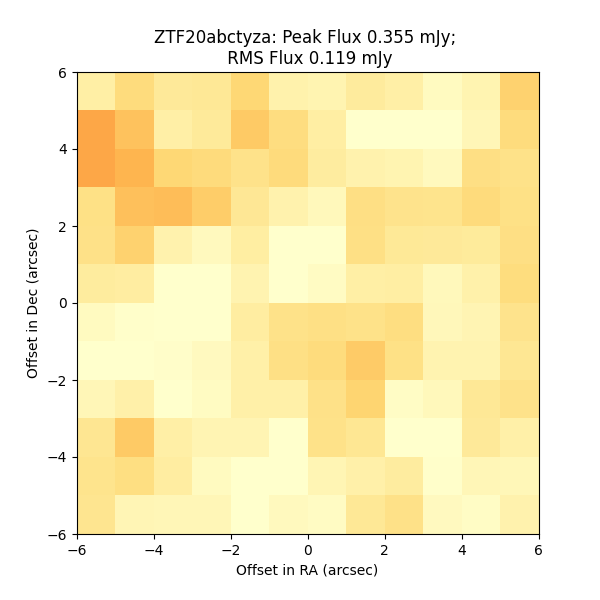 ZTF20abctyza: Peak Flux 0.355 mJy;
RMS Flux 0.119 mJy
6
4
2
0
−2
−4
−6
Offset in Dec (arcsec)
−6 −4 −2 0 2 4 6
Offset in RA (arcsec)